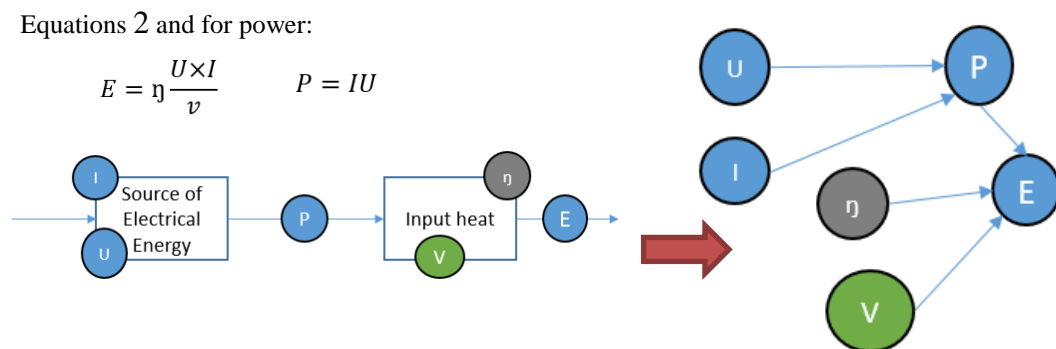 Equations 2 and for power:
E = ŋ U×I / v    P = IU
I
Source of
Electrical
Energy
U
P
ŋ
Input heat
V
E
U
P
I
ŋ
E
V